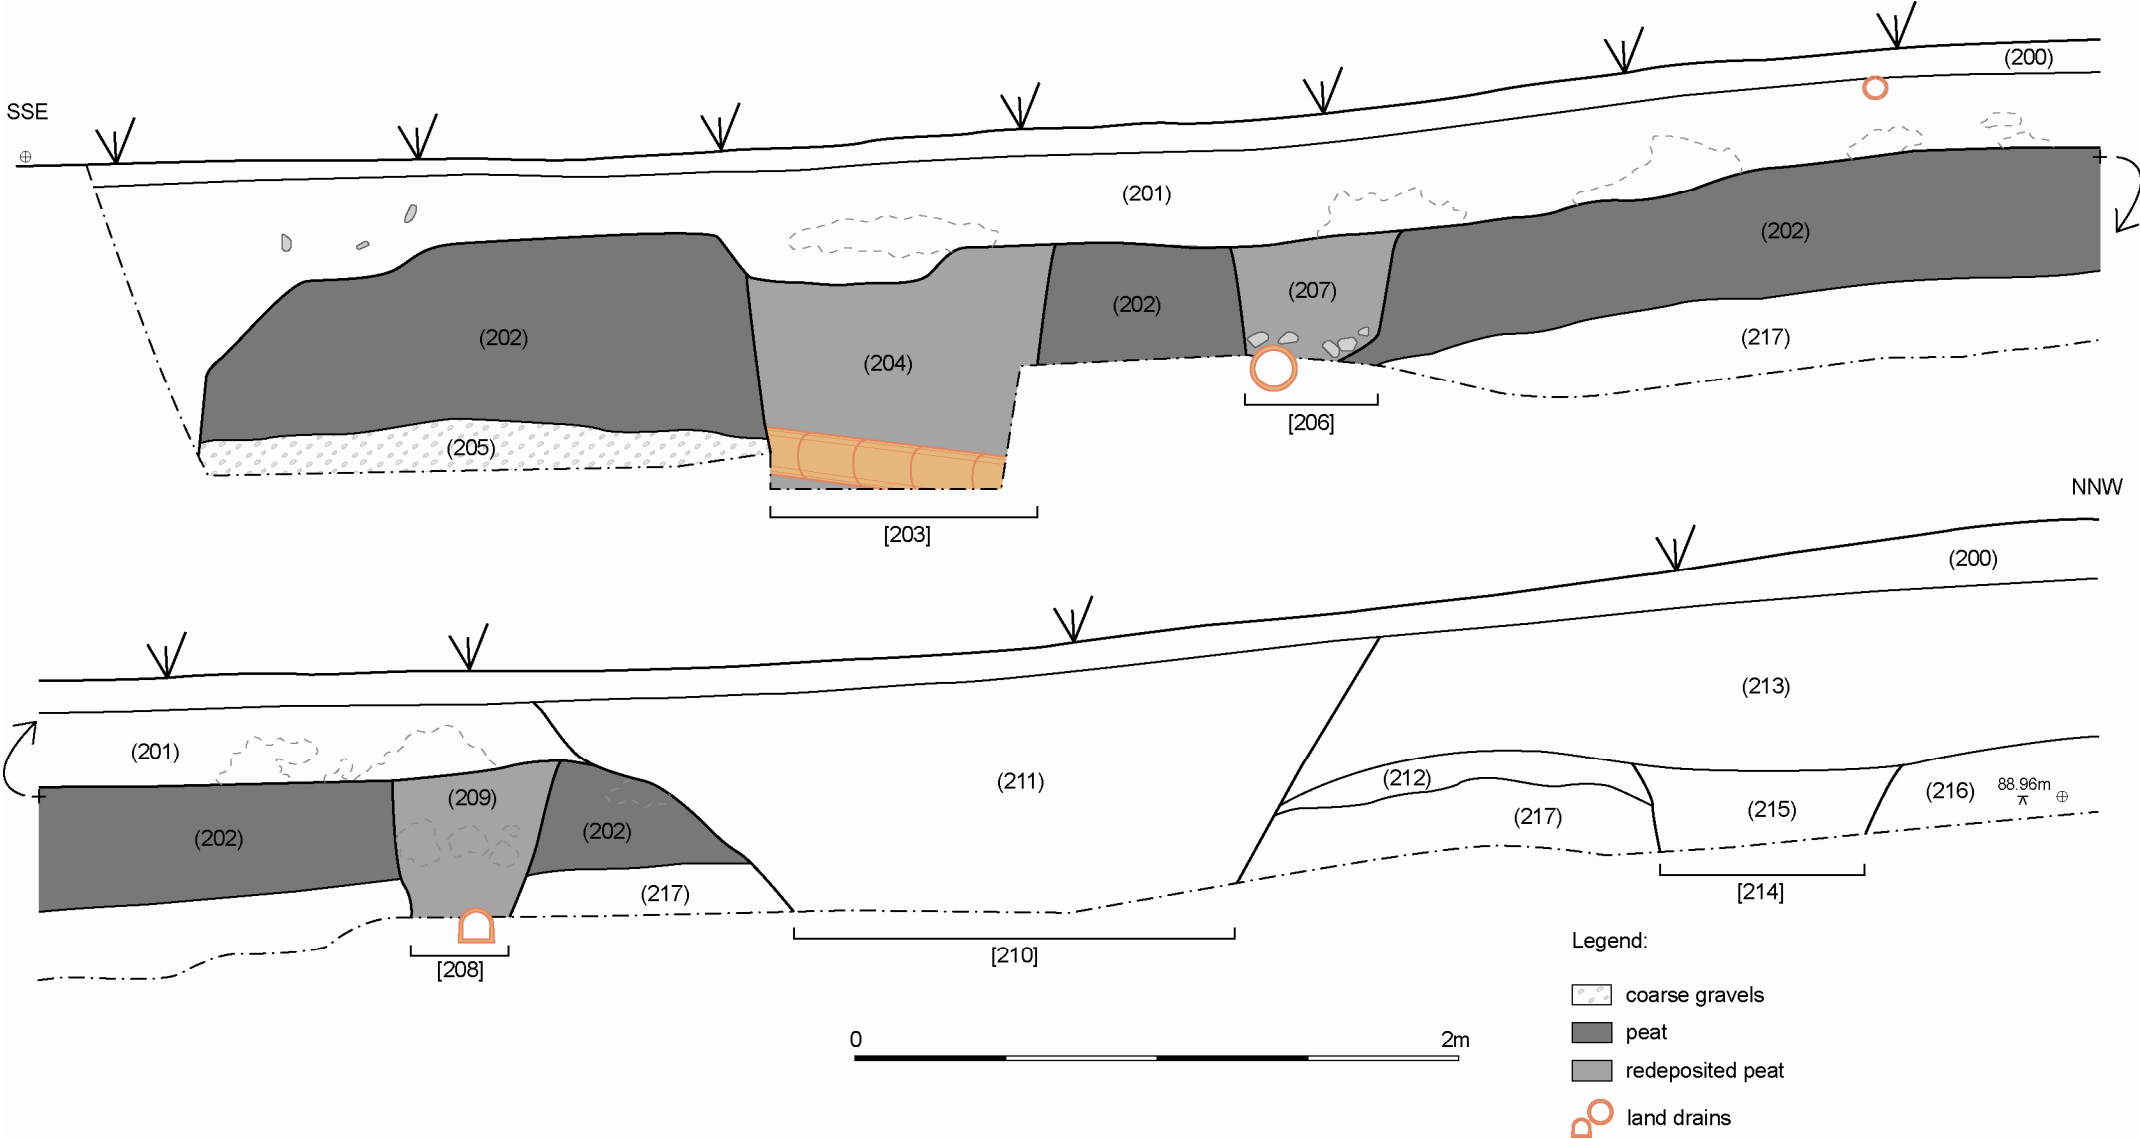 (200)
SSE
(201)
(202)
(202)
(207)
(202)
(217)
(204)
(205)
[206]
[203]
NNW
(200)
(213)
(201)
(209)
(202)
(202)
(217)
(211)
(212)
(217)
(215)
(216)
88.96m
[208]
[210]
[214]
Legend:
coarse gravels
peat
redeposited peat
land drains
0 2m